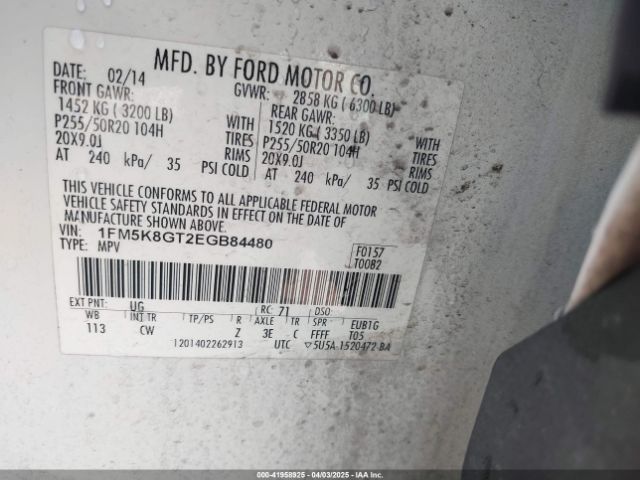 MFD. BY FORD MOTOR CO.
DATE: 02/14 GVWR: 2858 KG ( 6300 LB)
FRONT GAWR: REAR GAWR:
1452 KG ( 3200 LB) WITH 1520 KG ( 3350 LB) WITH
P255/50R20 104H TIRES P255/50R20 104H TIRES
20X9.0J RIMS 20X9.0J RIMS
AT 240 kPa/ 35 PSI COLD AT 240 kPa/ 35 PSI COLD
THIS VEHICLE CONFORMS TO ALL APPLICABLE FEDERAL MOTOR
VEHICLE SAFETY STANDARDS IN EFFECT ON THE DATE OF
MANUFACTURE SHOWN ABOVE.
VIN: 1FM5K8GT2EGB84480
TYPE: MPV
F0157
T0082
EXT PNT: UG RC: 71 DSO:
WB INT TR TP/PS R AXLE TR SPR EUB1G
113 CW Z 3E C FFFF T05
1201402262913 UTC ▽5U5A 1520472 BA
000-41958925 - 04/03/2025 - IAA Inc.